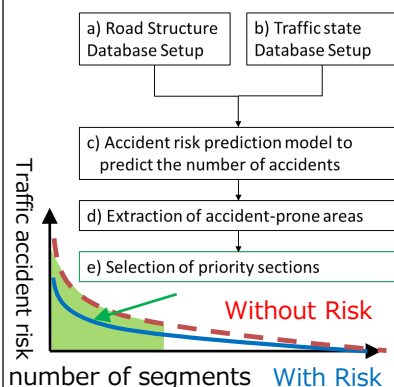 a) Road Structure
Database Setup
b) Traffic state
Database Setup
c) Accident risk prediction model to
predict the number of accidents
d) Extraction of accident-prone areas
e) Selection of priority sections
Traffic accident risk
Without Risk
number of segments
With Risk